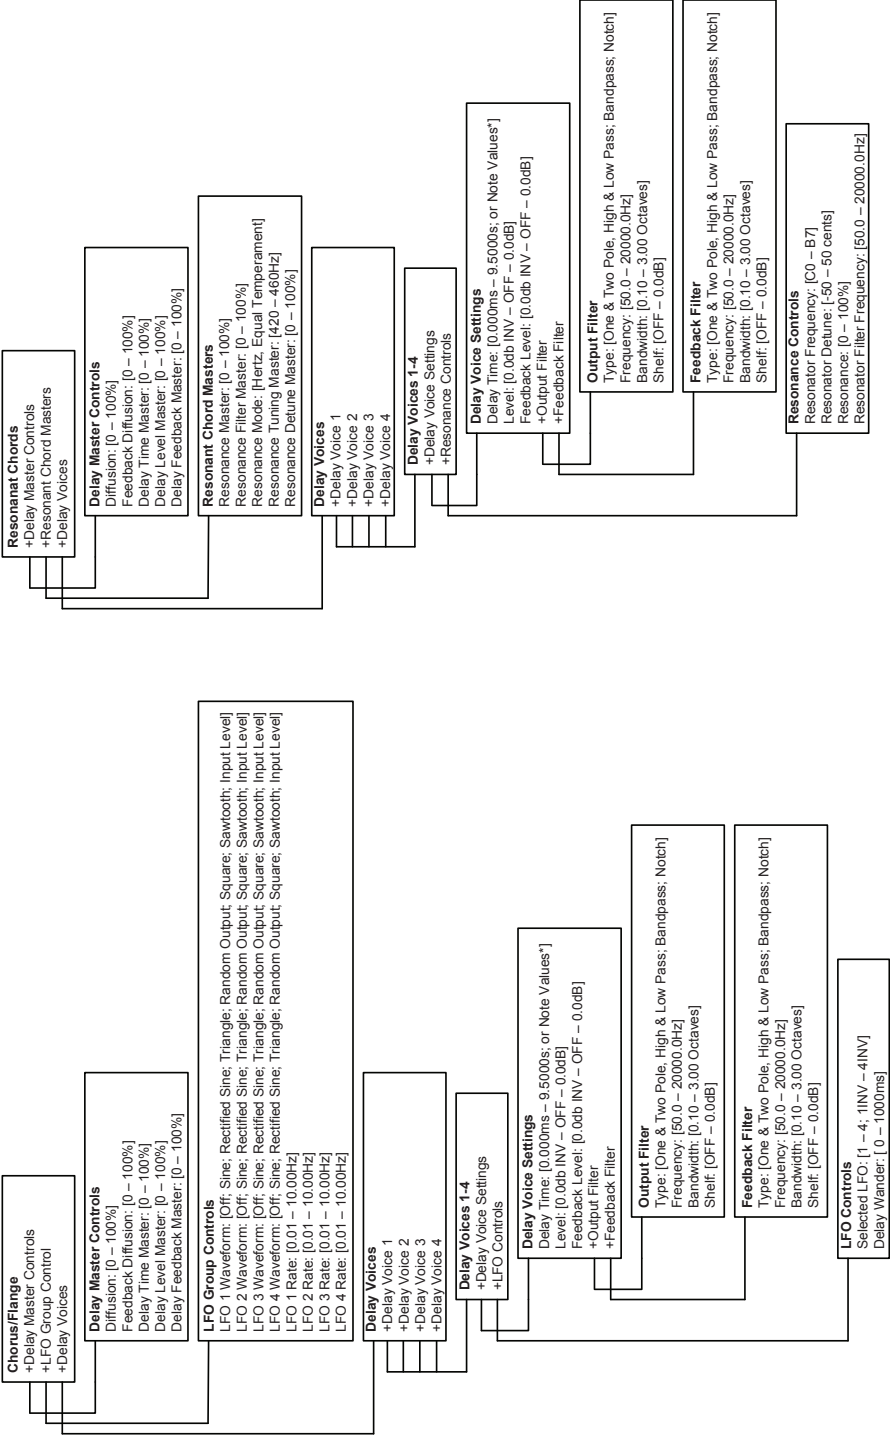 Chorus/Flange
+Delay Master Controls
+LFO Group Control
+Delay Voices
Delay Master Controls
Diffusion: [0 – 100%]
Feedback Diffusion: [0 – 100%]
Delay Time Master: [0 – 100%]
Delay Level Master: [0 – 100%]
Delay Feedback Master: [0 – 100%]
LFO Group Controls
LFO 1 Waveform: [Off; Sine; Rectified Sine; Triangle; Random Output; Square; Sawtooth; Input Level]
LFO 2 Waveform: [Off; Sine; Rectified Sine; Triangle; Random Output; Square; Sawtooth; Input Level]
LFO 3 Waveform: [Off; Sine; Rectified Sine; Triangle; Random Output; Square; Sawtooth; Input Level]
LFO 4 Waveform: [Off; Sine; Rectified Sine; Triangle; Random Output; Square; Sawtooth; Input Level]
LFO 1 Rate: [0.01 – 10.00Hz]
LFO 2 Rate: [0.01 – 10.00Hz]
LFO 3 Rate: [0.01 – 10.00Hz]
LFO 4 Rate: [0.01 – 10.00Hz]
Delay Voices
+Delay Voice 1
+Delay Voice 2
+Delay Voice 3
+Delay Voice 4
Delay Voices 1-4
+Delay Voice Settings
+LFO Controls
Delay Voice Settings
Delay Time: [0.000ms – 9.5000s; or Note Values*]
Level: [0.0db INV – OFF – 0.0dB]
Feedback Level: [0.0db INV – OFF – 0.0dB]
+Output Filter
+Feedback Filter
Output Filter
Type: [One & Two Pole, High & Low Pass; Bandpass; Notch]
Frequency: [50.0 – 20000.0Hz]
Bandwidth: [0.10 – 3.00 Octaves]
Shelf: [OFF – 0.0dB]
Feedback Filter
Type: [One & Two Pole, High & Low Pass; Bandpass; Notch]
Frequency: [50.0 – 20000.0Hz]
Bandwidth: [0.10 – 3.00 Octaves]
Shelf: [OFF – 0.0dB]
LFO Controls
Selected LFO: [1 – 4; 1INV – 4INV]
Delay Wander: [ 0 – 1000ms]
Resonanat Chords
+Delay Master Controls
+Resonant Chord Masters
+Delay Voices
Delay Master Controls
Diffusion: [0 – 100%]
Feedback Diffusion: [0 – 100%]
Delay Time Master: [0 – 100%]
Delay Level Master: [0 – 100%]
Delay Feedback Master: [0 – 100%]
Resonant Chord Masters
Resonance Master: [0 – 100%]
Resonance Filter Master: [0 – 100%]
Resonance Mode: [Hertz, Equal Temperament]
Resonance Tuning Master: [420 – 460Hz]
Resonance Detune Master: [0 – 100%]
Delay Voices
+Delay Voice 1
+Delay Voice 2
+Delay Voice 3
+Delay Voice 4
Delay Voices 1-4
+Delay Voice Settings
+Resonance Controls
Delay Voice Settings
Delay Time: [0.000ms – 9.5000s; or Note Values*]
Level: [0.0db INV – OFF – 0.0dB]
Feedback Level: [0.0db INV – OFF – 0.0dB]
+Output Filter
+Feedback Filter
Output Filter
Type: [One & Two Pole, High & Low Pass; Bandpass; Notch]
Frequency: [50.0 – 20000.0Hz]
Bandwidth: [0.10 – 3.00 Octaves]
Shelf: [OFF – 0.0dB]
Feedback Filter
Type: [One & Two Pole, High & Low Pass; Bandpass; Notch]
Frequency: [50.0 – 20000.0Hz]
Bandwidth: [0.10 – 3.00 Octaves]
Shelf: [OFF – 0.0dB]
Resonance Controls
Resonator Frequency: [C0 – B7]
Resonator Detune: [-50 – 50 cents]
Resonance: [0 – 100%]
Resonator Filter Frequency: [50.0 – 20000.0Hz]